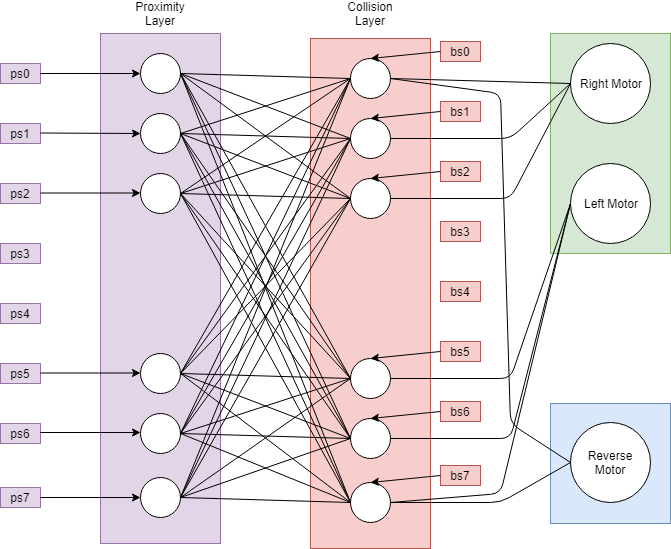 Proximity
Layer
Collision
Layer
ps0
ps1
ps2
ps3
ps4
ps5
ps6
ps7
bs0
bs1
bs2
bs3
bs4
bs5
bs6
bs7
Right Motor
Left Motor
Reverse
Motor